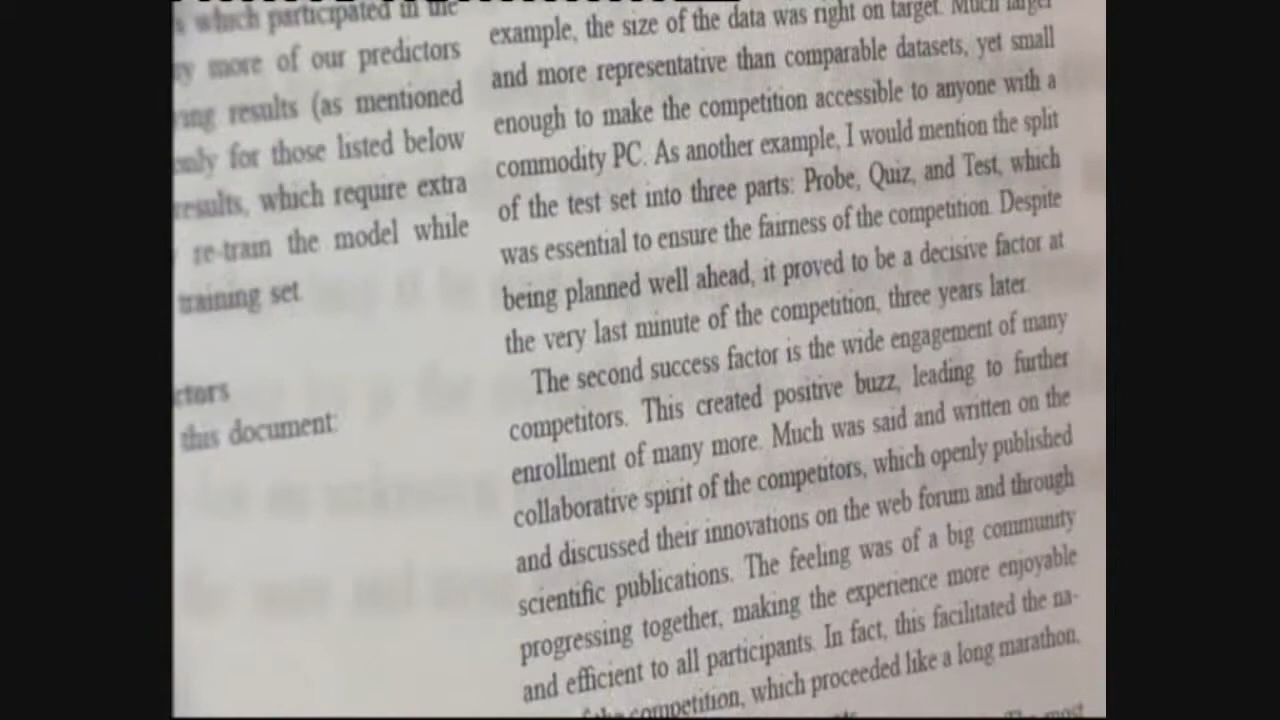 which participated in the
more of our predictors
results (as mentioned
only for those listed below
results, which require extra
re-train the model while
training set
this document:
example, the size of the data was right on target. Much larger
and more representative than comparable datasets, yet small
enough to make the competition accessible to anyone with a
commodity PC. As another example, I would mention the split
of the test set into three parts: Probe, Quiz, and Test, which
was essential to ensure the fairness of the competition. Despite
being planned well ahead, it proved to be a decisive factor at
the very last minute of the competition, three years later.
The second success factor is the wide engagement of many
competitors. This created positive buzz, leading to further
enrollment of many more. Much was said and written on the
collaborative spirit of the competitors, which openly published
and discussed their innovations on the web forum and through
scientific publications. The feeling was of a big community
progressing together, making the experience more enjoyable
and efficient to all participants. In fact, this facilitated the na-
the competition, which proceeded like a long marathon,
The most